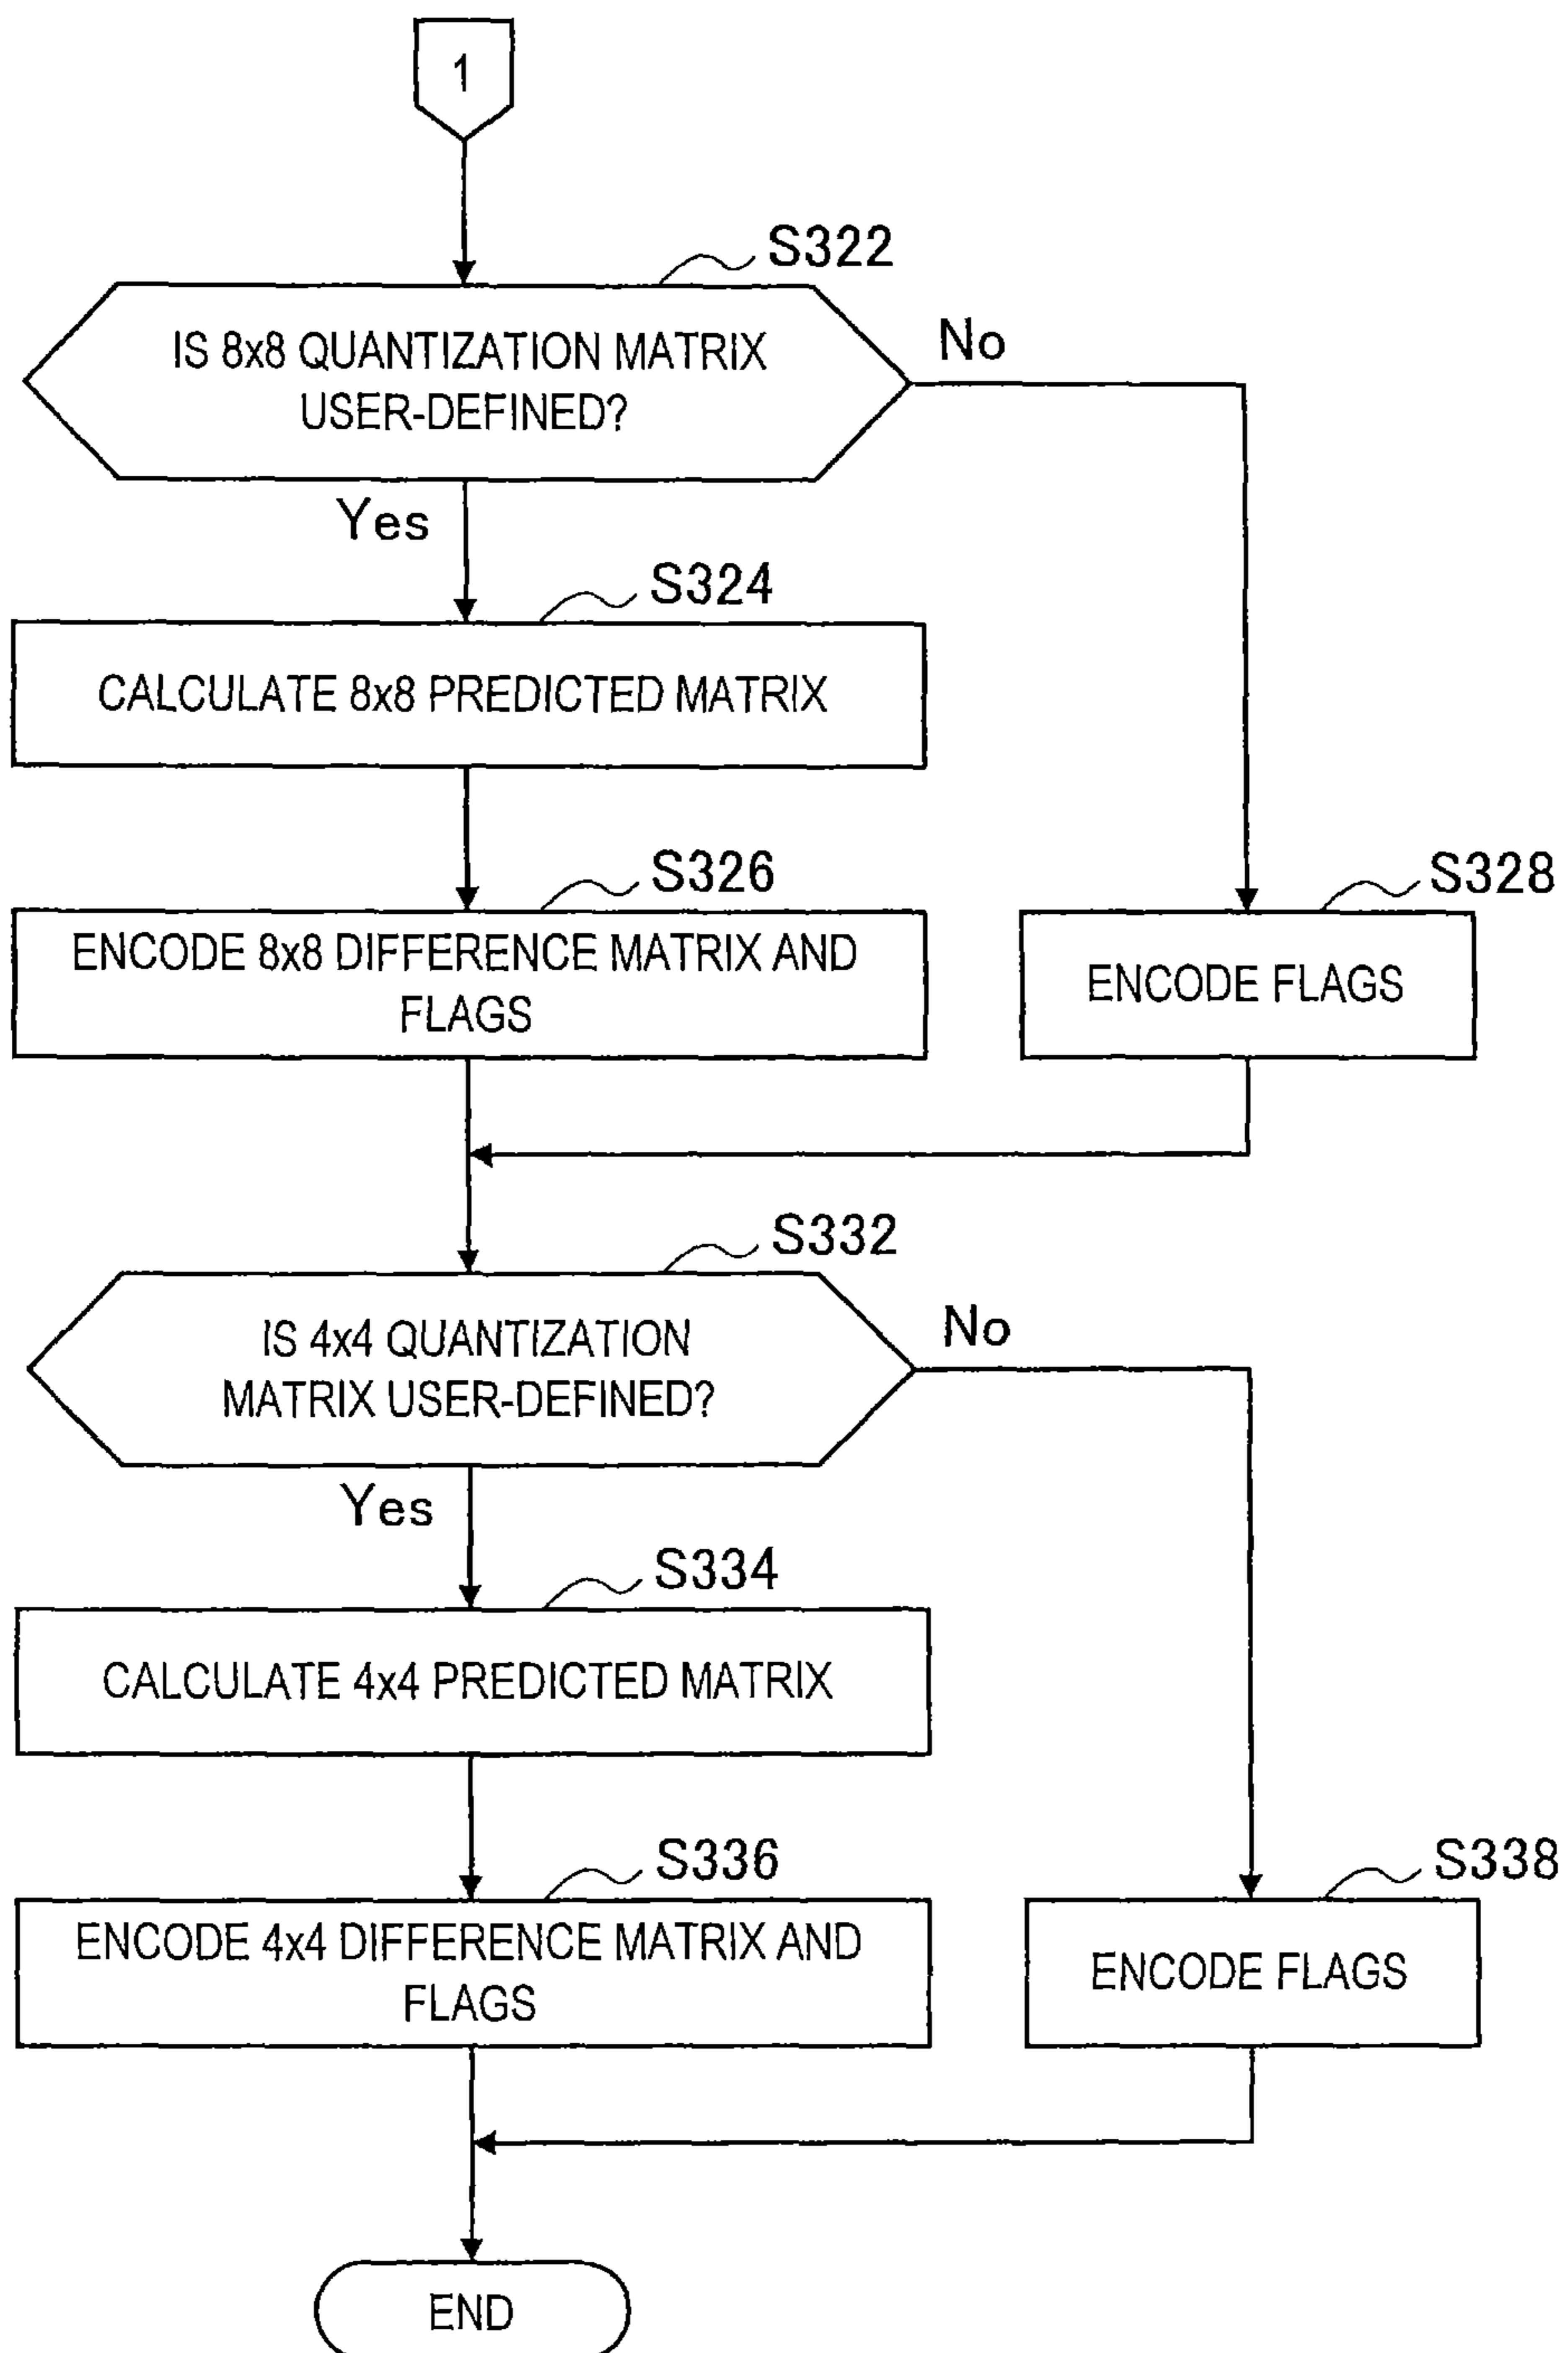 1
S322
IS 8x8 QUANTIZATION MATRIX
USER-DEFINED?
No
Yes
S324
CALCULATE 8x8 PREDICTED MATRIX
S326
ENCODE 8x8 DIFFERENCE MATRIX AND
FLAGS
S328
ENCODE FLAGS
S332
IS 4x4 QUANTIZATION
MATRIX USER-DEFINED?
No
Yes
S334
CALCULATE 4x4 PREDICTED MATRIX
S336
ENCODE 4x4 DIFFERENCE MATRIX AND
FLAGS
S338
ENCODE FLAGS
END